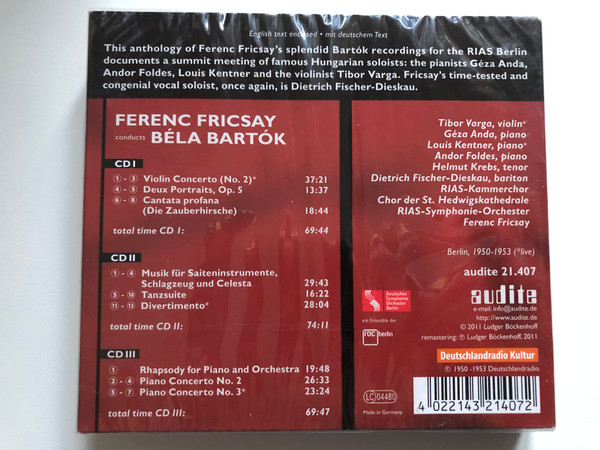 English text enclosed • mit deutschem Text
This anthology of Ferenc Fricsay's splendid Bartók recordings for the RIAS Berlin
documents a summit meeting of famous Hungarian soloists: the pianists Géza Anda,
Andor Foldes, Louis Kentner and the violinist Tibor Varga. Fricsay's time-tested and
congenial vocal soloist, once again, is Dietrich Fischer-Dieskau.
FERENC FRICSAY
conducts BÉLA BARTÓK
CD I
1 - 3 Violin Concerto (No. 2)* 37:21
4 - 5 Deux Portraits, Op. 5 13:37
6 - 8 Cantata profana
(Die Zauberhirsche) 18:44
total time CD I: 69:44
CD II
1 - 4 Musik für Saiteninstrumente,
Schlagzeug und Celesta 29:43
5 - 10 Tanzsuite 16:22
11 - 13 Divertimento* 28:04
total time CD II: 74:11
CD III
1 Rhapsody for Piano and Orchestra 19:48
2 - 4 Piano Concerto No. 2 26:33
5 - 7 Piano Concerto No. 3* 23:24
total time CD III: 69:47
Tibor Varga, violin*
Géza Anda, piano
Louis Kentner, piano*
Andor Foldes, piano
Helmut Krebs, tenor
Dietrich Fischer-Dieskau, bariton
RIAS-Kammerchor
Chor der St. Hedwigskathedrale
RIAS-Symphonie-Orchester
Ferenc Fricsay
Berlin, 1950-1953 (*live)
audite 21.407
Deutsches
Symphonie
Orchester
Berlin
ein Ensemble der
roc berlin
audite
e-mail: info@audite.de
http://www.audite.de
© 2011 Ludger Böckenhoff
remastering: ℗ Ludger Böckenhoff, 2011
Deutschlandradio Kultur
℗ 1950 -1953 Deutschlandradio
LC 04480
Made in Germany
4 022143 214072